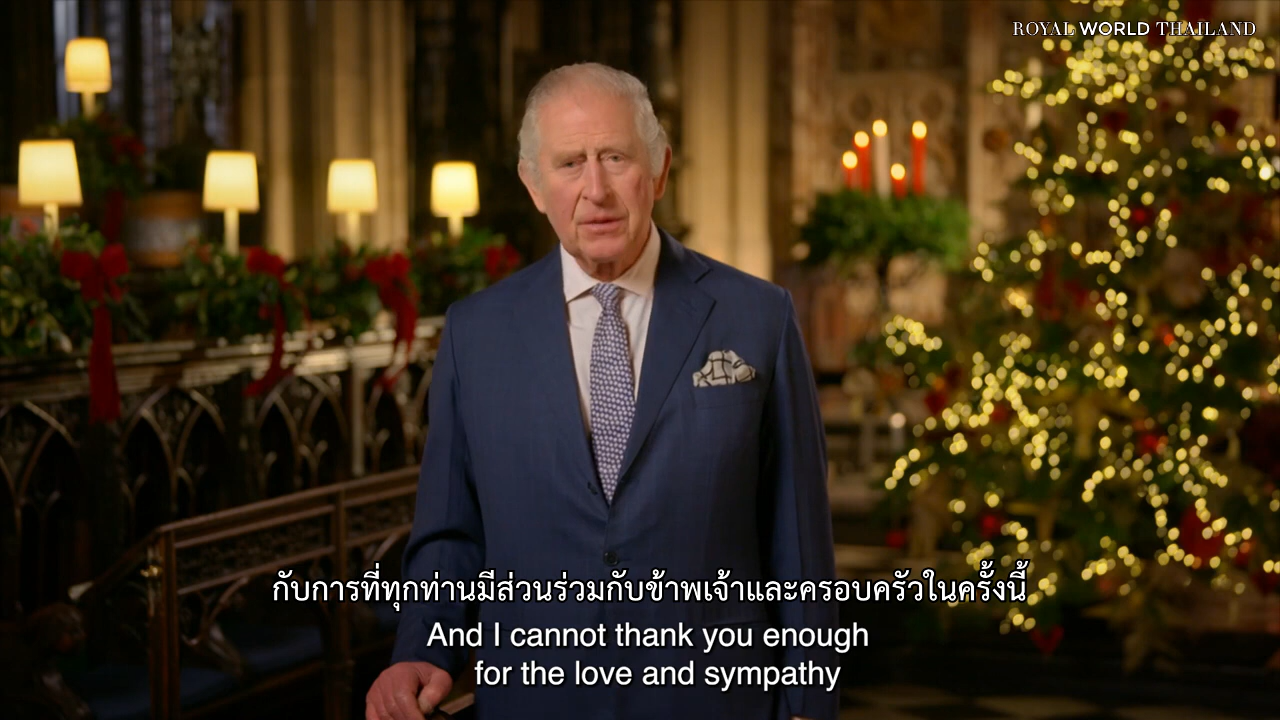 ROYAL WORLD THAILAND
กับการที่ทุกท่านมีส่วนร่วมกับข้าพเจ้าและครอบครัวในครั้งนี้
And I cannot thank you enough
for the love and sympathy